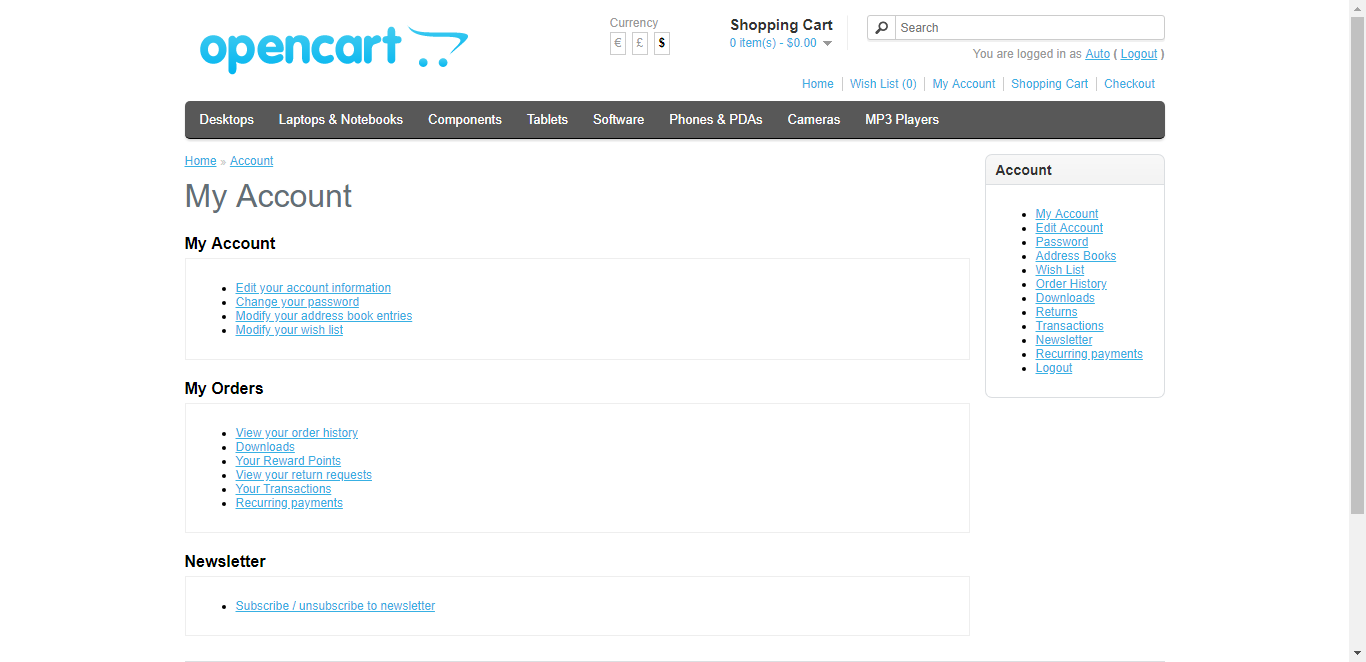 opencart
Currency
€ £ $
Shopping Cart
0 item(s) - $0.00
Search
You are logged in as Auto ( Logout )
Home Wish List (0) My Account Shopping Cart Checkout
Desktops Laptops & Notebooks Components Tablets Software Phones & PDAs Cameras MP3 Players
Home » Account
My Account
My Account
Edit your account information
Change your password
Modify your address book entries
Modify your wish list
My Orders
View your order history
Downloads
Your Reward Points
View your return requests
Your Transactions
Recurring payments
Newsletter
Subscribe / unsubscribe to newsletter
Account
My Account
Edit Account
Password
Address Books
Wish List
Order History
Downloads
Returns
Transactions
Newsletter
Recurring payments
Logout